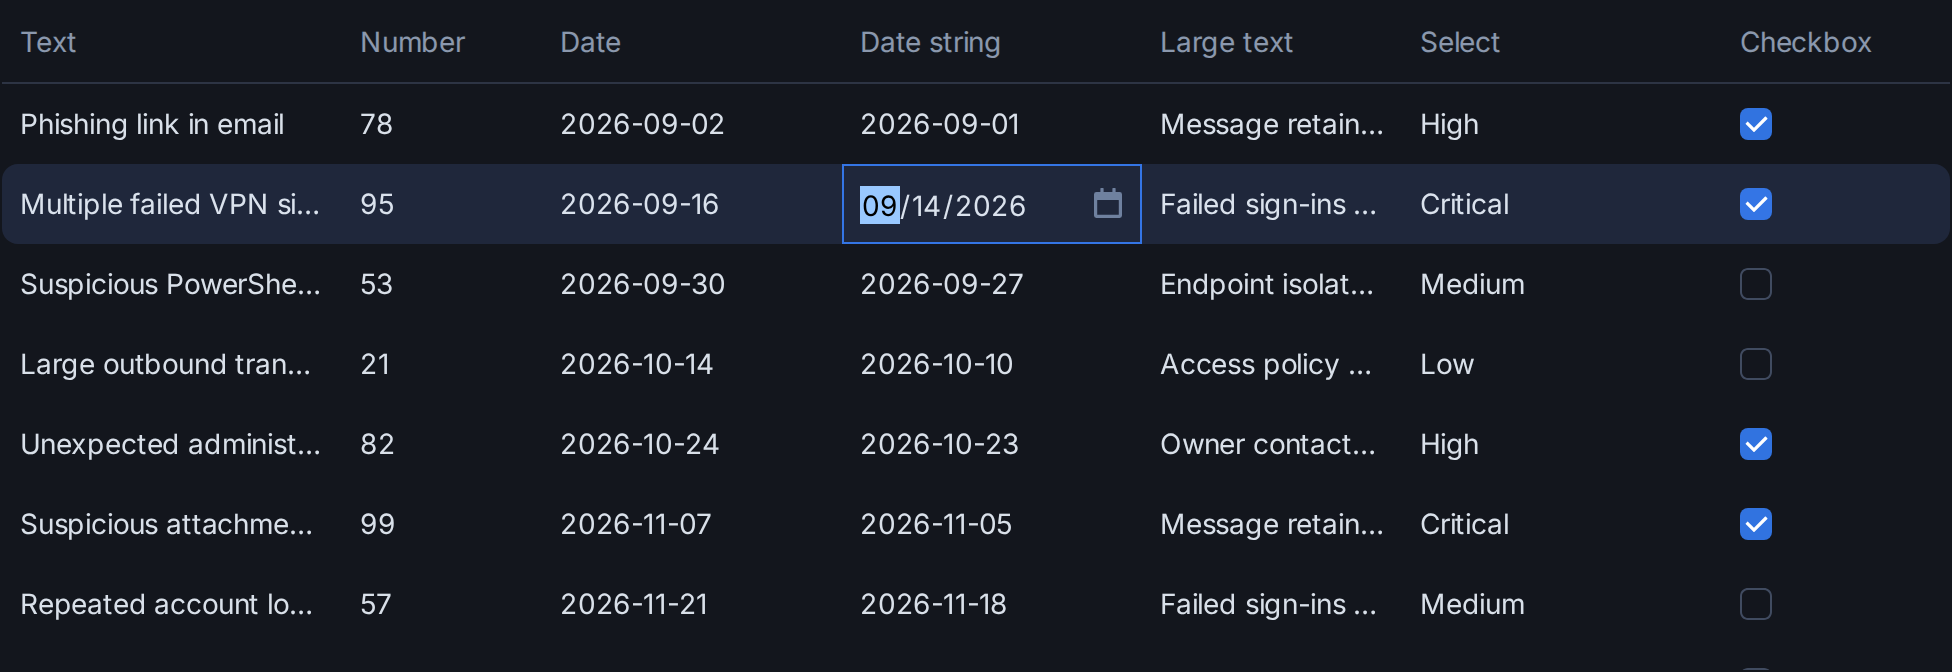 Text Number Date Date string Large text Select Checkbox
Phishing link in email 78 2026-09-02 2026-09-01 Message retain... High
Multiple failed VPN si... 95 2026-09-16 09/14/2026 Failed sign-ins ... Critical
Suspicious PowerShe... 53 2026-09-30 2026-09-27 Endpoint isolat... Medium
Large outbound tran... 21 2026-10-14 2026-10-10 Access policy ... Low
Unexpected administ... 82 2026-10-24 2026-10-23 Owner contact... High
Suspicious attachme... 99 2026-11-07 2026-11-05 Message retain... Critical
Repeated account lo... 57 2026-11-21 2026-11-18 Failed sign-ins ... Medium